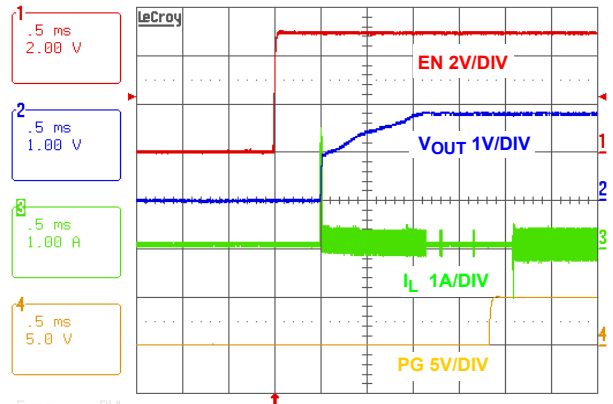 1
.5 ms
2.00 V
2
.5 ms
1.00 V
3
.5 ms
1.00 A
4
.5 ms
5.0 V
LeCroy
EN 2V/DIV
1
VOUT 1V/DIV
2
3
IL 1A/DIV
4
PG 5V/DIV